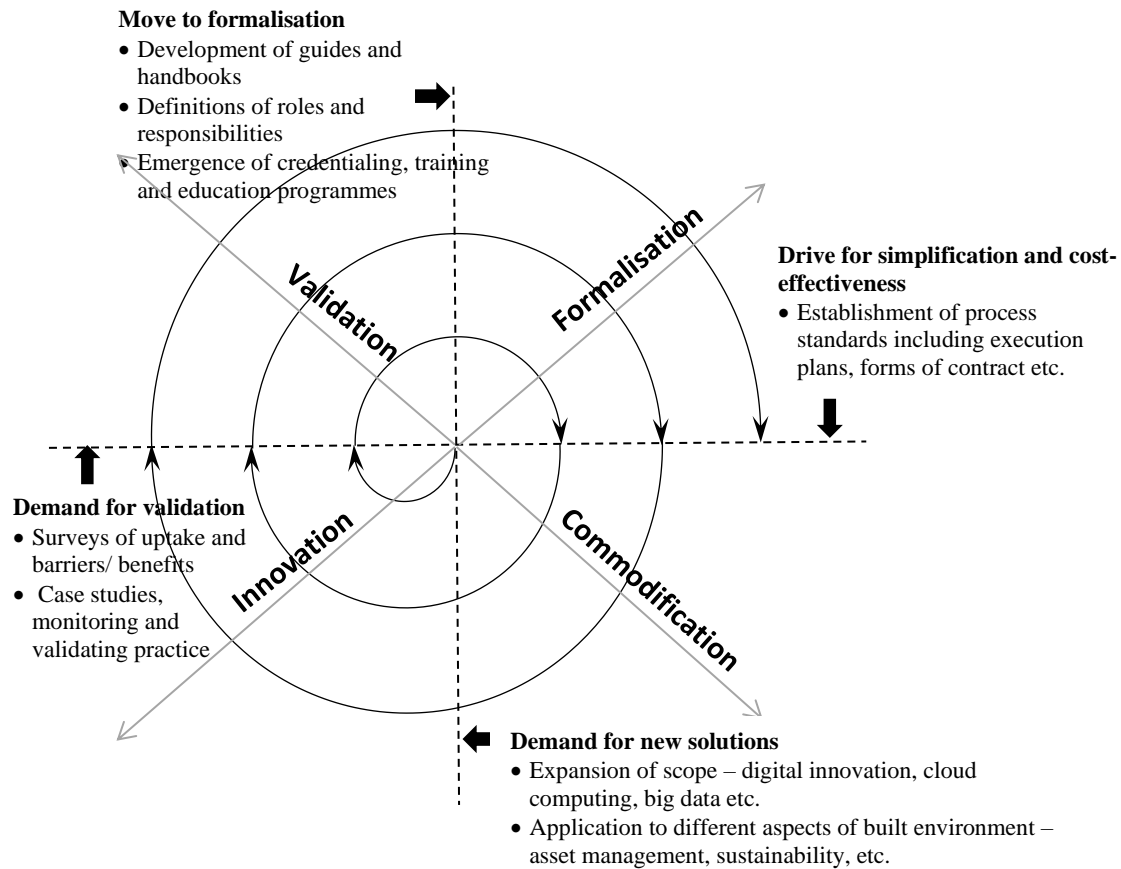 Move to formalisation
• Development of guides and
handbooks
• Definitions of roles and
responsibilities
• Emergence of credentialing, training
and education programmes
Validation
Formalisation
Drive for simplification and cost-
effectiveness
• Establishment of process
standards including execution
plans, forms of contract etc.
Demand for validation
• Surveys of uptake and
barriers/ benefits
• Case studies,
monitoring and
validating practice
Innovation
Commodification
Demand for new solutions
• Expansion of scope – digital innovation, cloud
computing, big data etc.
• Application to different aspects of built environment –
asset management, sustainability, etc.